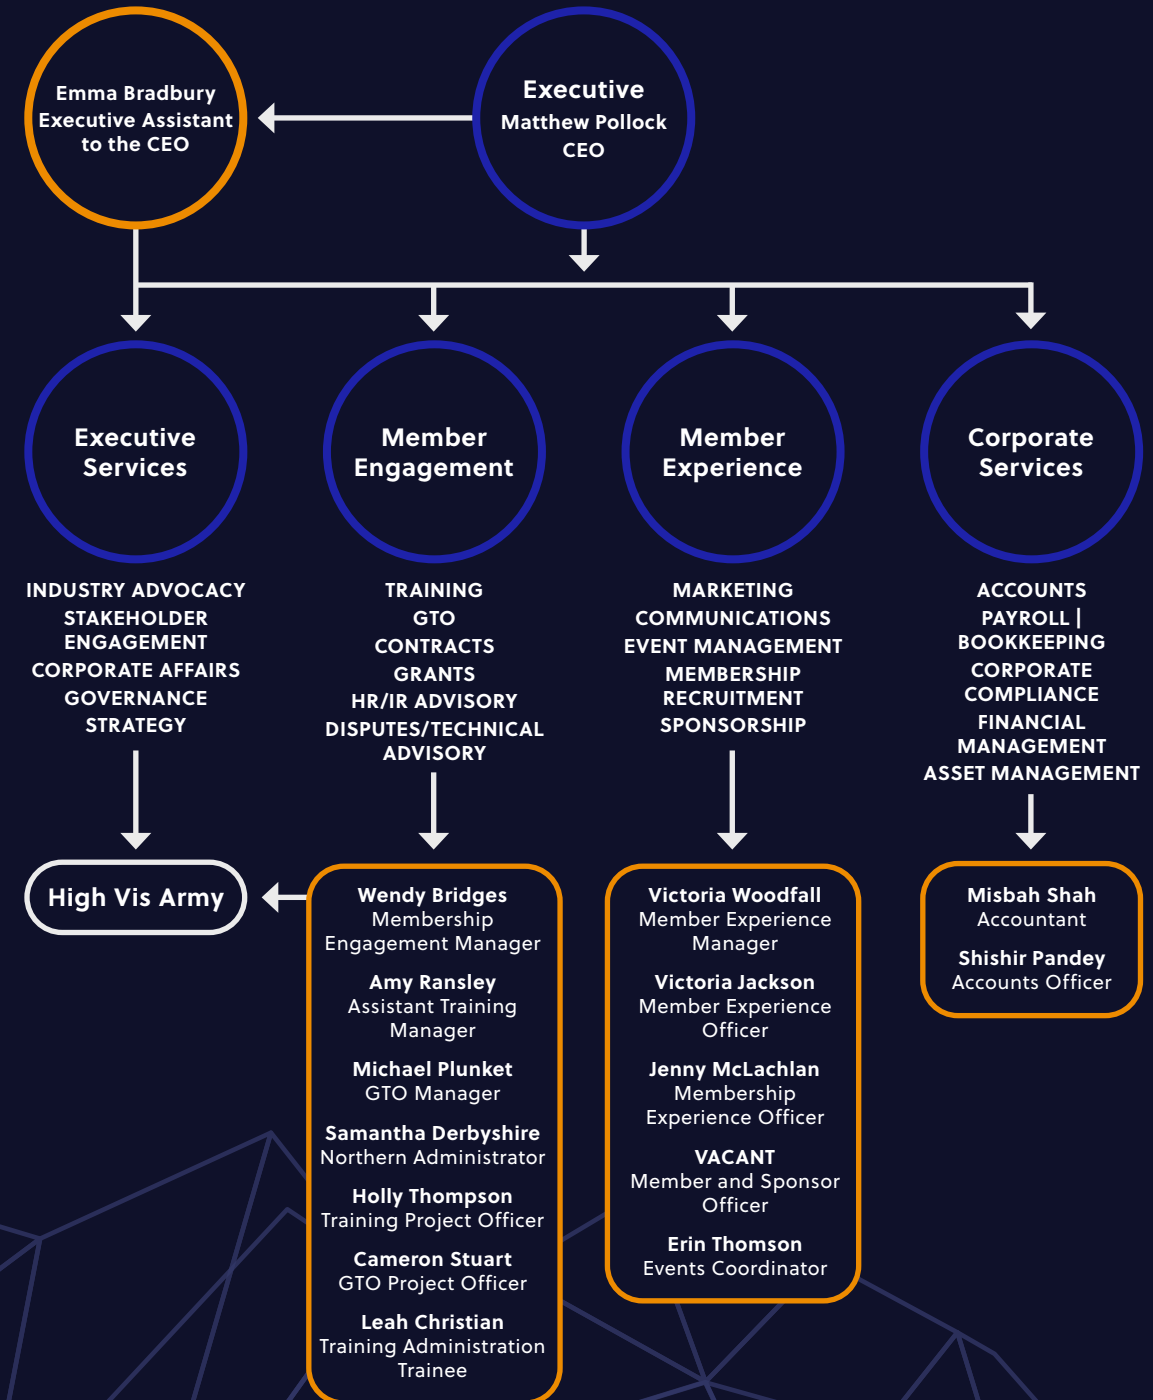 Emma Bradbury
Executive Assistant
to the CEO
Executive
Matthew Pollock
CEO
Executive
Services
INDUSTRY ADVOCACY
STAKEHOLDER
ENGAGEMENT
CORPORATE AFFAIRS
GOVERNANCE
STRATEGY
High Vis Army
Member
Engagement
TRAINING
GTO
CONTRACTS
GRANTS
HR/IR ADVISORY
DISPUTES/TECHNICAL
ADVISORY
Wendy Bridges
Membership
Engagement Manager
Amy Ransley
Assistant Training
Manager
Michael Plunket
GTO Manager
Samantha Derbyshire
Northern Administrator
Holly Thompson
Training Project Officer
Cameron Stuart
GTO Project Officer
Leah Christian
Training Administration
Trainee
Member
Experience
MARKETING
COMMUNICATIONS
EVENT MANAGEMENT
MEMBERSHIP
RECRUITMENT
SPONSORSHIP
Victoria Woodfall
Member Experience
Manager
Victoria Jackson
Member Experience
Officer
Jenny McLachlan
Membership
Experience Officer
VACANT
Member and Sponsor
Officer
Erin Thomson
Events Coordinator
Corporate
Services
ACCOUNTS
PAYROLL |
BOOKKEEPING
CORPORATE
COMPLIANCE
FINANCIAL
MANAGEMENT
ASSET MANAGEMENT
Misbah Shah
Accountant
Shishir Pandey
Accounts Officer